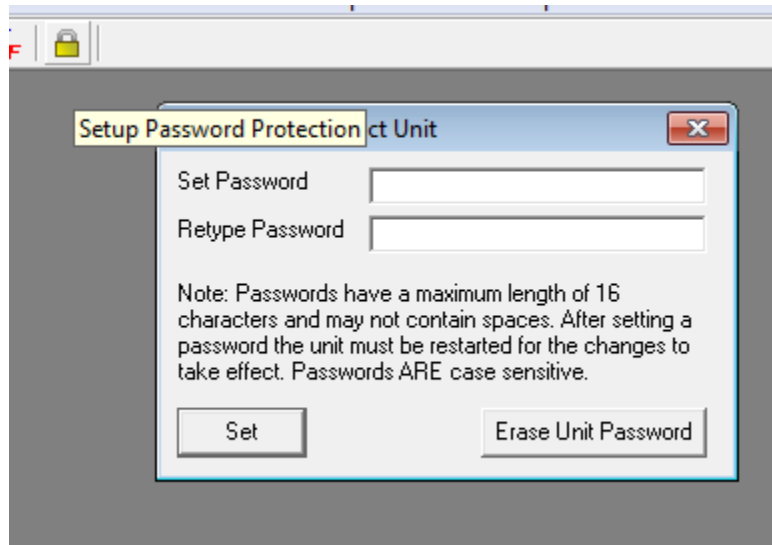 F
Setup Password Protection
ct Unit
Set Password
Retype Password
Note: Passwords have a maximum length of 16
characters and may not contain spaces. After setting a
password the unit must be restarted for the changes to
take effect. Passwords ARE case sensitive.
Set
Erase Unit Password